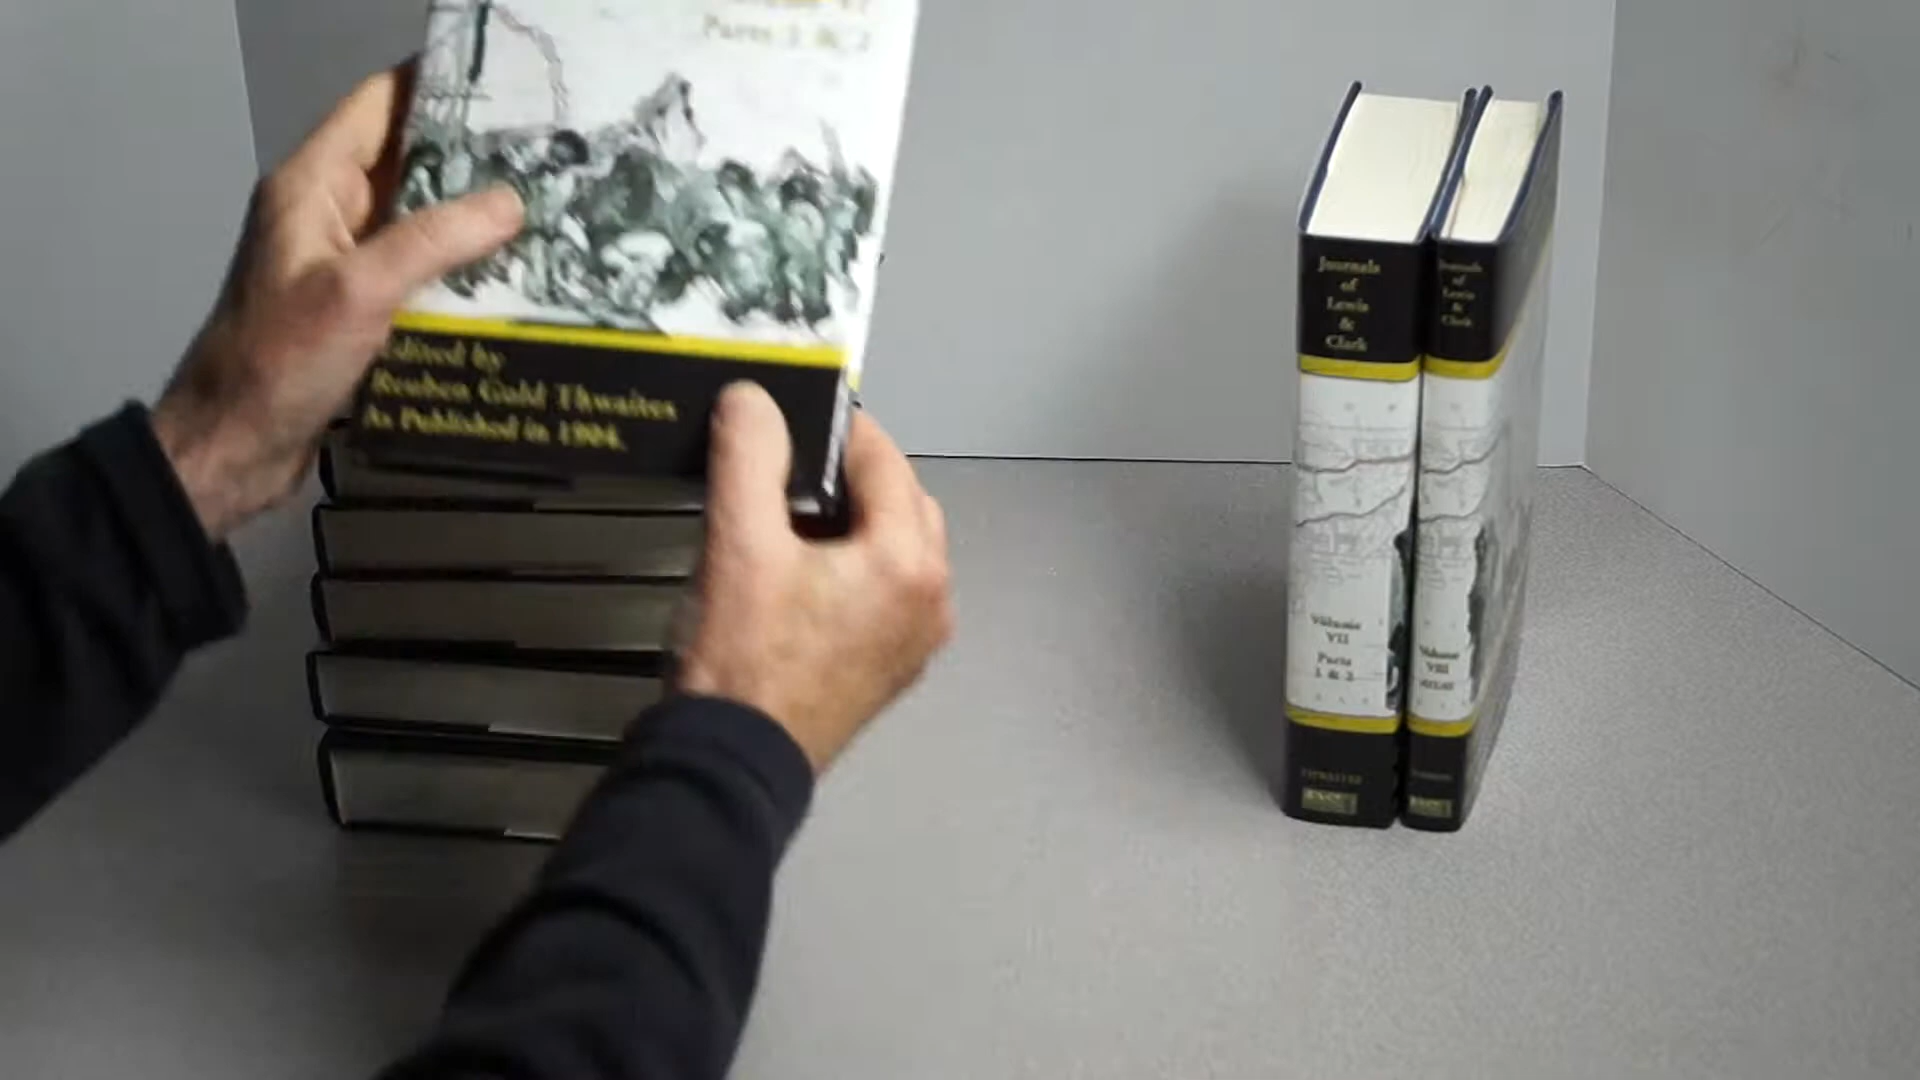 Parts 1 & 2
Edited by
Reuben Gold Thwaites
As Published in 1904.
Journals
of
Lewis
&
Clark
Volume
VII
Parts
1 & 2
THWAITES
Journals
of
Lewis
&
Clark
Volume
VIII